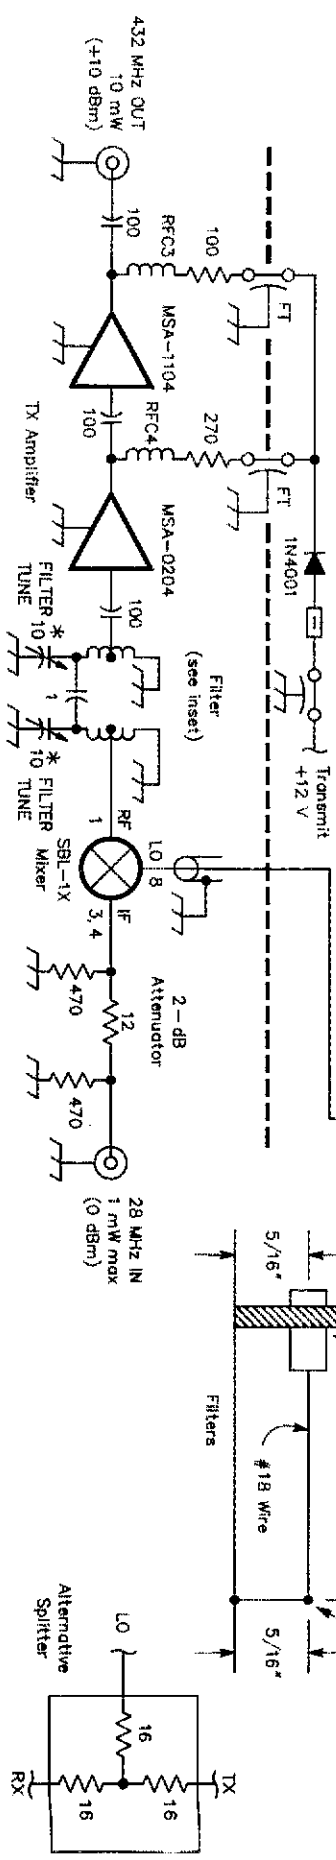 432 MHz OUT
10 mW
(+10 dBm)
100
RFC3
100
FT
MSA-1104
100
RFC4
270
FT
TX Amplifier
MSA-0204
1N4001
Transmit
+12 V
100
Filter
(see inset)
*
10
FILTER
TUNE
1
*
10
FILTER
TUNE
RF
1
LO
8
SBL-1X
Mixer
IF
3,4
2-dB
Attenuator
470
12
470
28 MHz IN
1 mW max
(0 dBm)
5/16"
Filters
#18 Wire
5/16"
Alternative
Splitter
LO
16
16
16
TX
RX